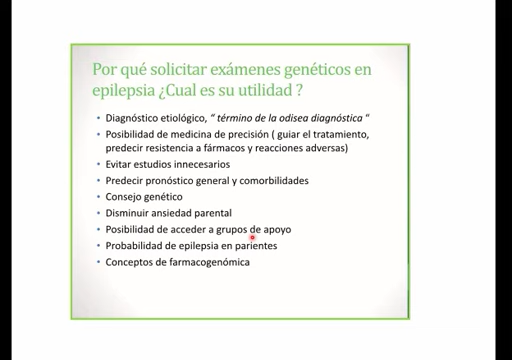 Por qué solicitar exámenes genéticos en
epilepsia ¿Cual es su utilidad ?
• Diagnóstico etiológico, “ término de la odisea diagnóstica “
• Posibilidad de medicina de precisión ( guiar el tratamiento,
predecir resistencia a fármacos y reacciones adversas)
• Evitar estudios innecesarios
• Predecir pronóstico general y comorbilidades
• Consejo genético
• Disminuir ansiedad parental
• Posibilidad de acceder a grupos de apoyo
• Probabilidad de epilepsia en parientes
• Conceptos de farmacogenómica